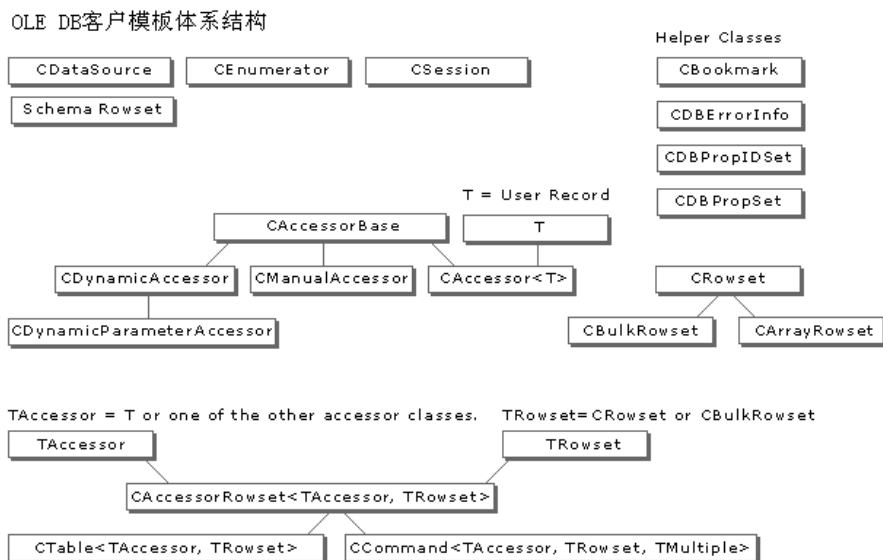 OLE DB客户模板体系结构
Helper Classes
CDataSource
CEnumerator
CSession
CBookmark
Schema Rowset
CDBErrorInfo
CDBPropIDSet
CDBPropSet
T = User Record
CAccessorBase
T
CDynamicAccessor
CManualAccessor
CAccessor<T>
CRowset
CDynamicParameterAccessor
CBulkRowset
CArrayRowset
TAccessor = T or one of the other accessor classes.
TRowset=CRowset or CBulkRowset
TAccessor
TRowset
CAccessorRowset<TAccessor, TRowset>
CTable<TAccessor, TRowset>
CCommand<TAccessor, TRowset, TMultiple>